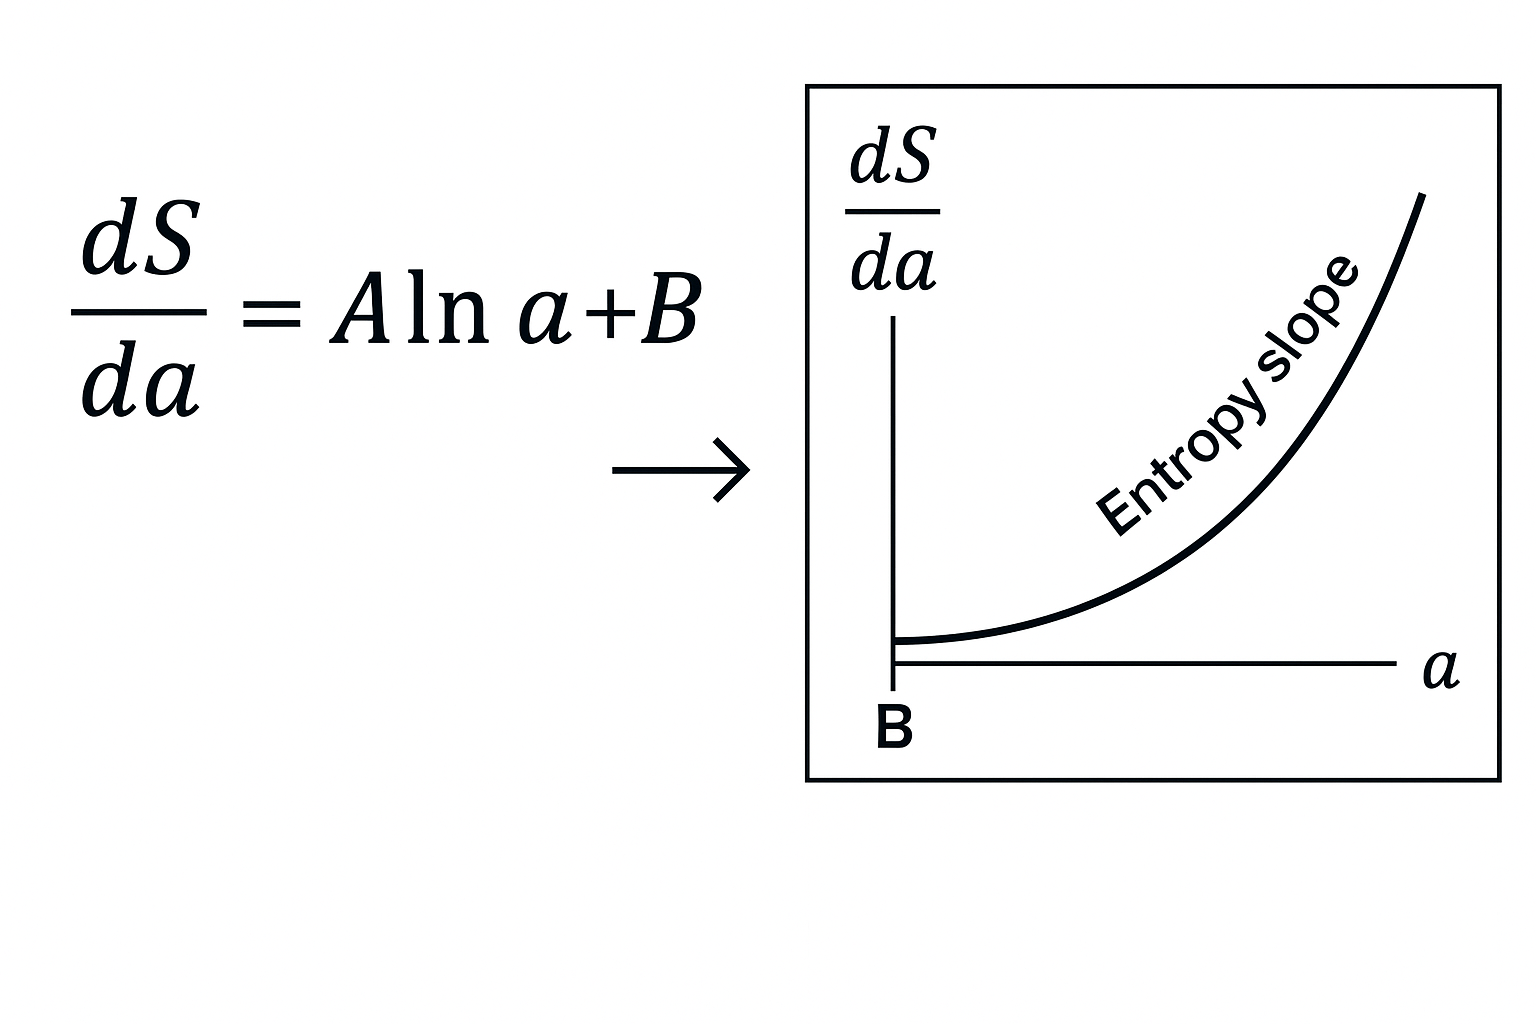 dS/da = A ln a + B
→
dS/da
Entropy slope
a
B